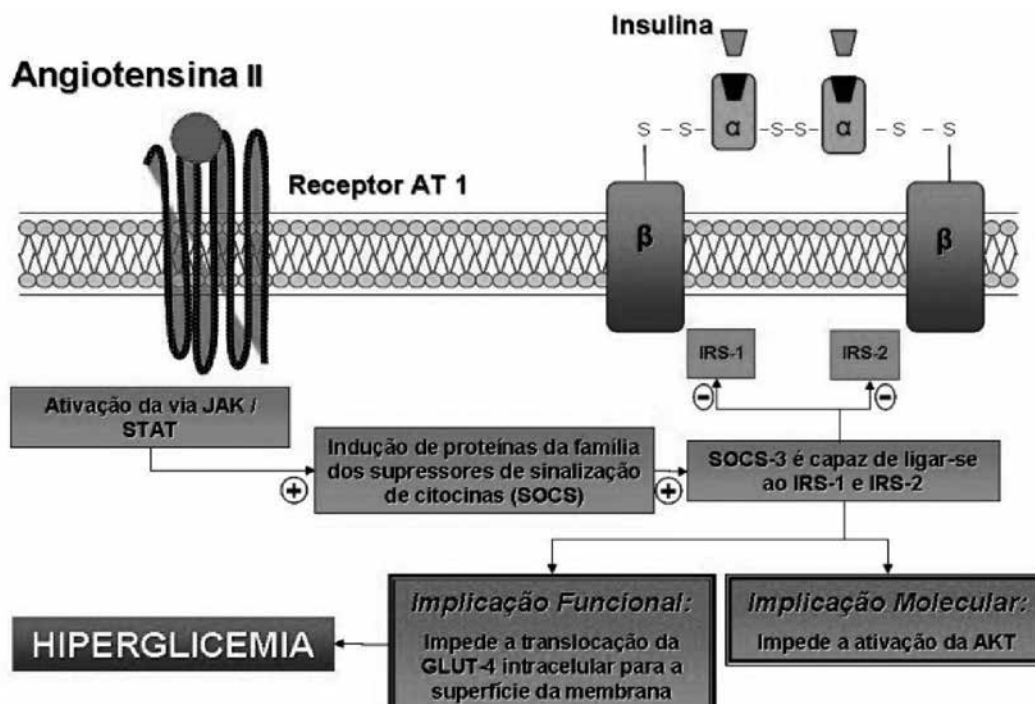 Insulina
Angiotensina II
α
α
S – S – –S–S– – S – S
Receptor AT 1
β
β
IRS-1
IRS-2
Ativação da via JAK /
STAT
Indução de proteínas da família
dos supressores de sinalização
de citocinas (SOCS)
SOCS-3 é capaz de ligar-se
ao IRS-1 e IRS-2
Implicação Funcional:
Impede a translocação da
GLUT-4 intracelular para a
superfície da membrana
Implicação Molecular:
Impede a ativação da AKT
HIPERGLICEMIA